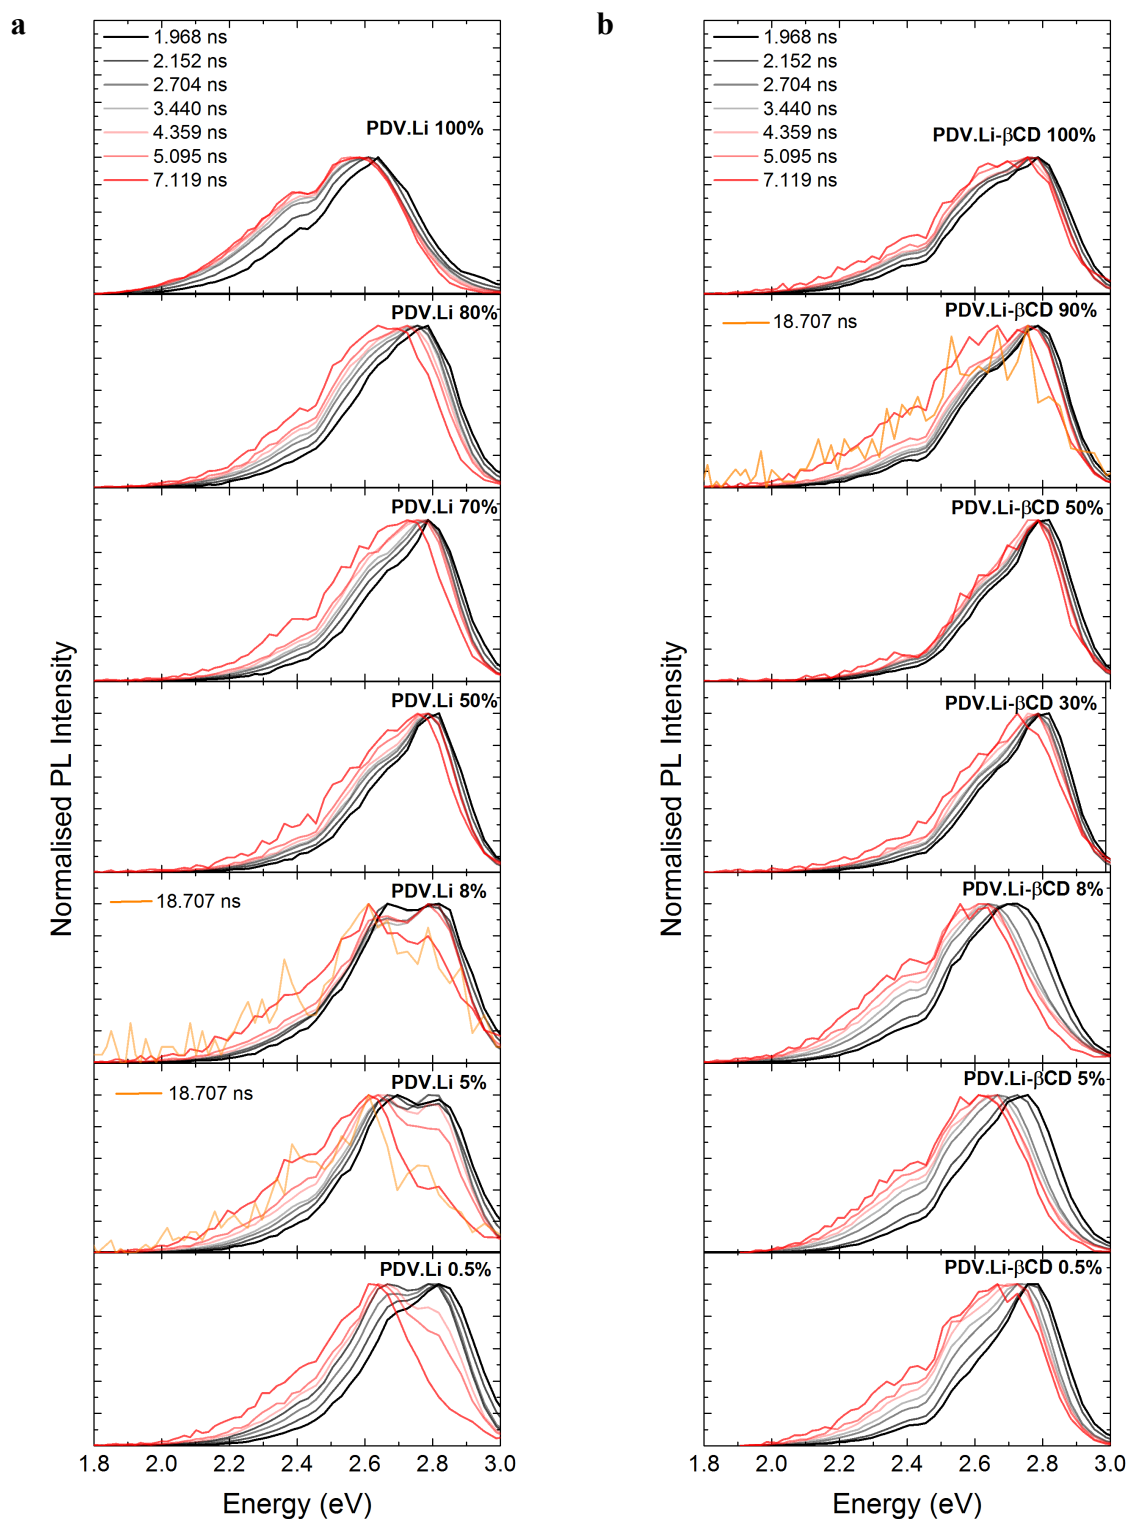 a
1.968 ns
2.152 ns
2.704 ns
3.440 ns
4.359 ns
5.095 ns
7.119 ns
PDV.Li 100%
PDV.Li 80%
PDV.Li 70%
PDV.Li 50%
PDV.Li 8%
18.707 ns
PDV.Li 5%
18.707 ns
PDV.Li 0.5%
Normalised PL Intensity
1.8 2.0 2.2 2.4 2.6 2.8 3.0
Energy (eV)
b
1.968 ns
2.152 ns
2.704 ns
3.440 ns
4.359 ns
5.095 ns
7.119 ns
PDV.Li-βCD 100%
PDV.Li-βCD 90%
18.707 ns
PDV.Li-βCD 50%
PDV.Li-βCD 30%
PDV.Li-βCD 8%
PDV.Li-βCD 5%
PDV.Li-βCD 0.5%
Normalised PL Intensity
1.8 2.0 2.2 2.4 2.6 2.8 3.0
Energy (eV)